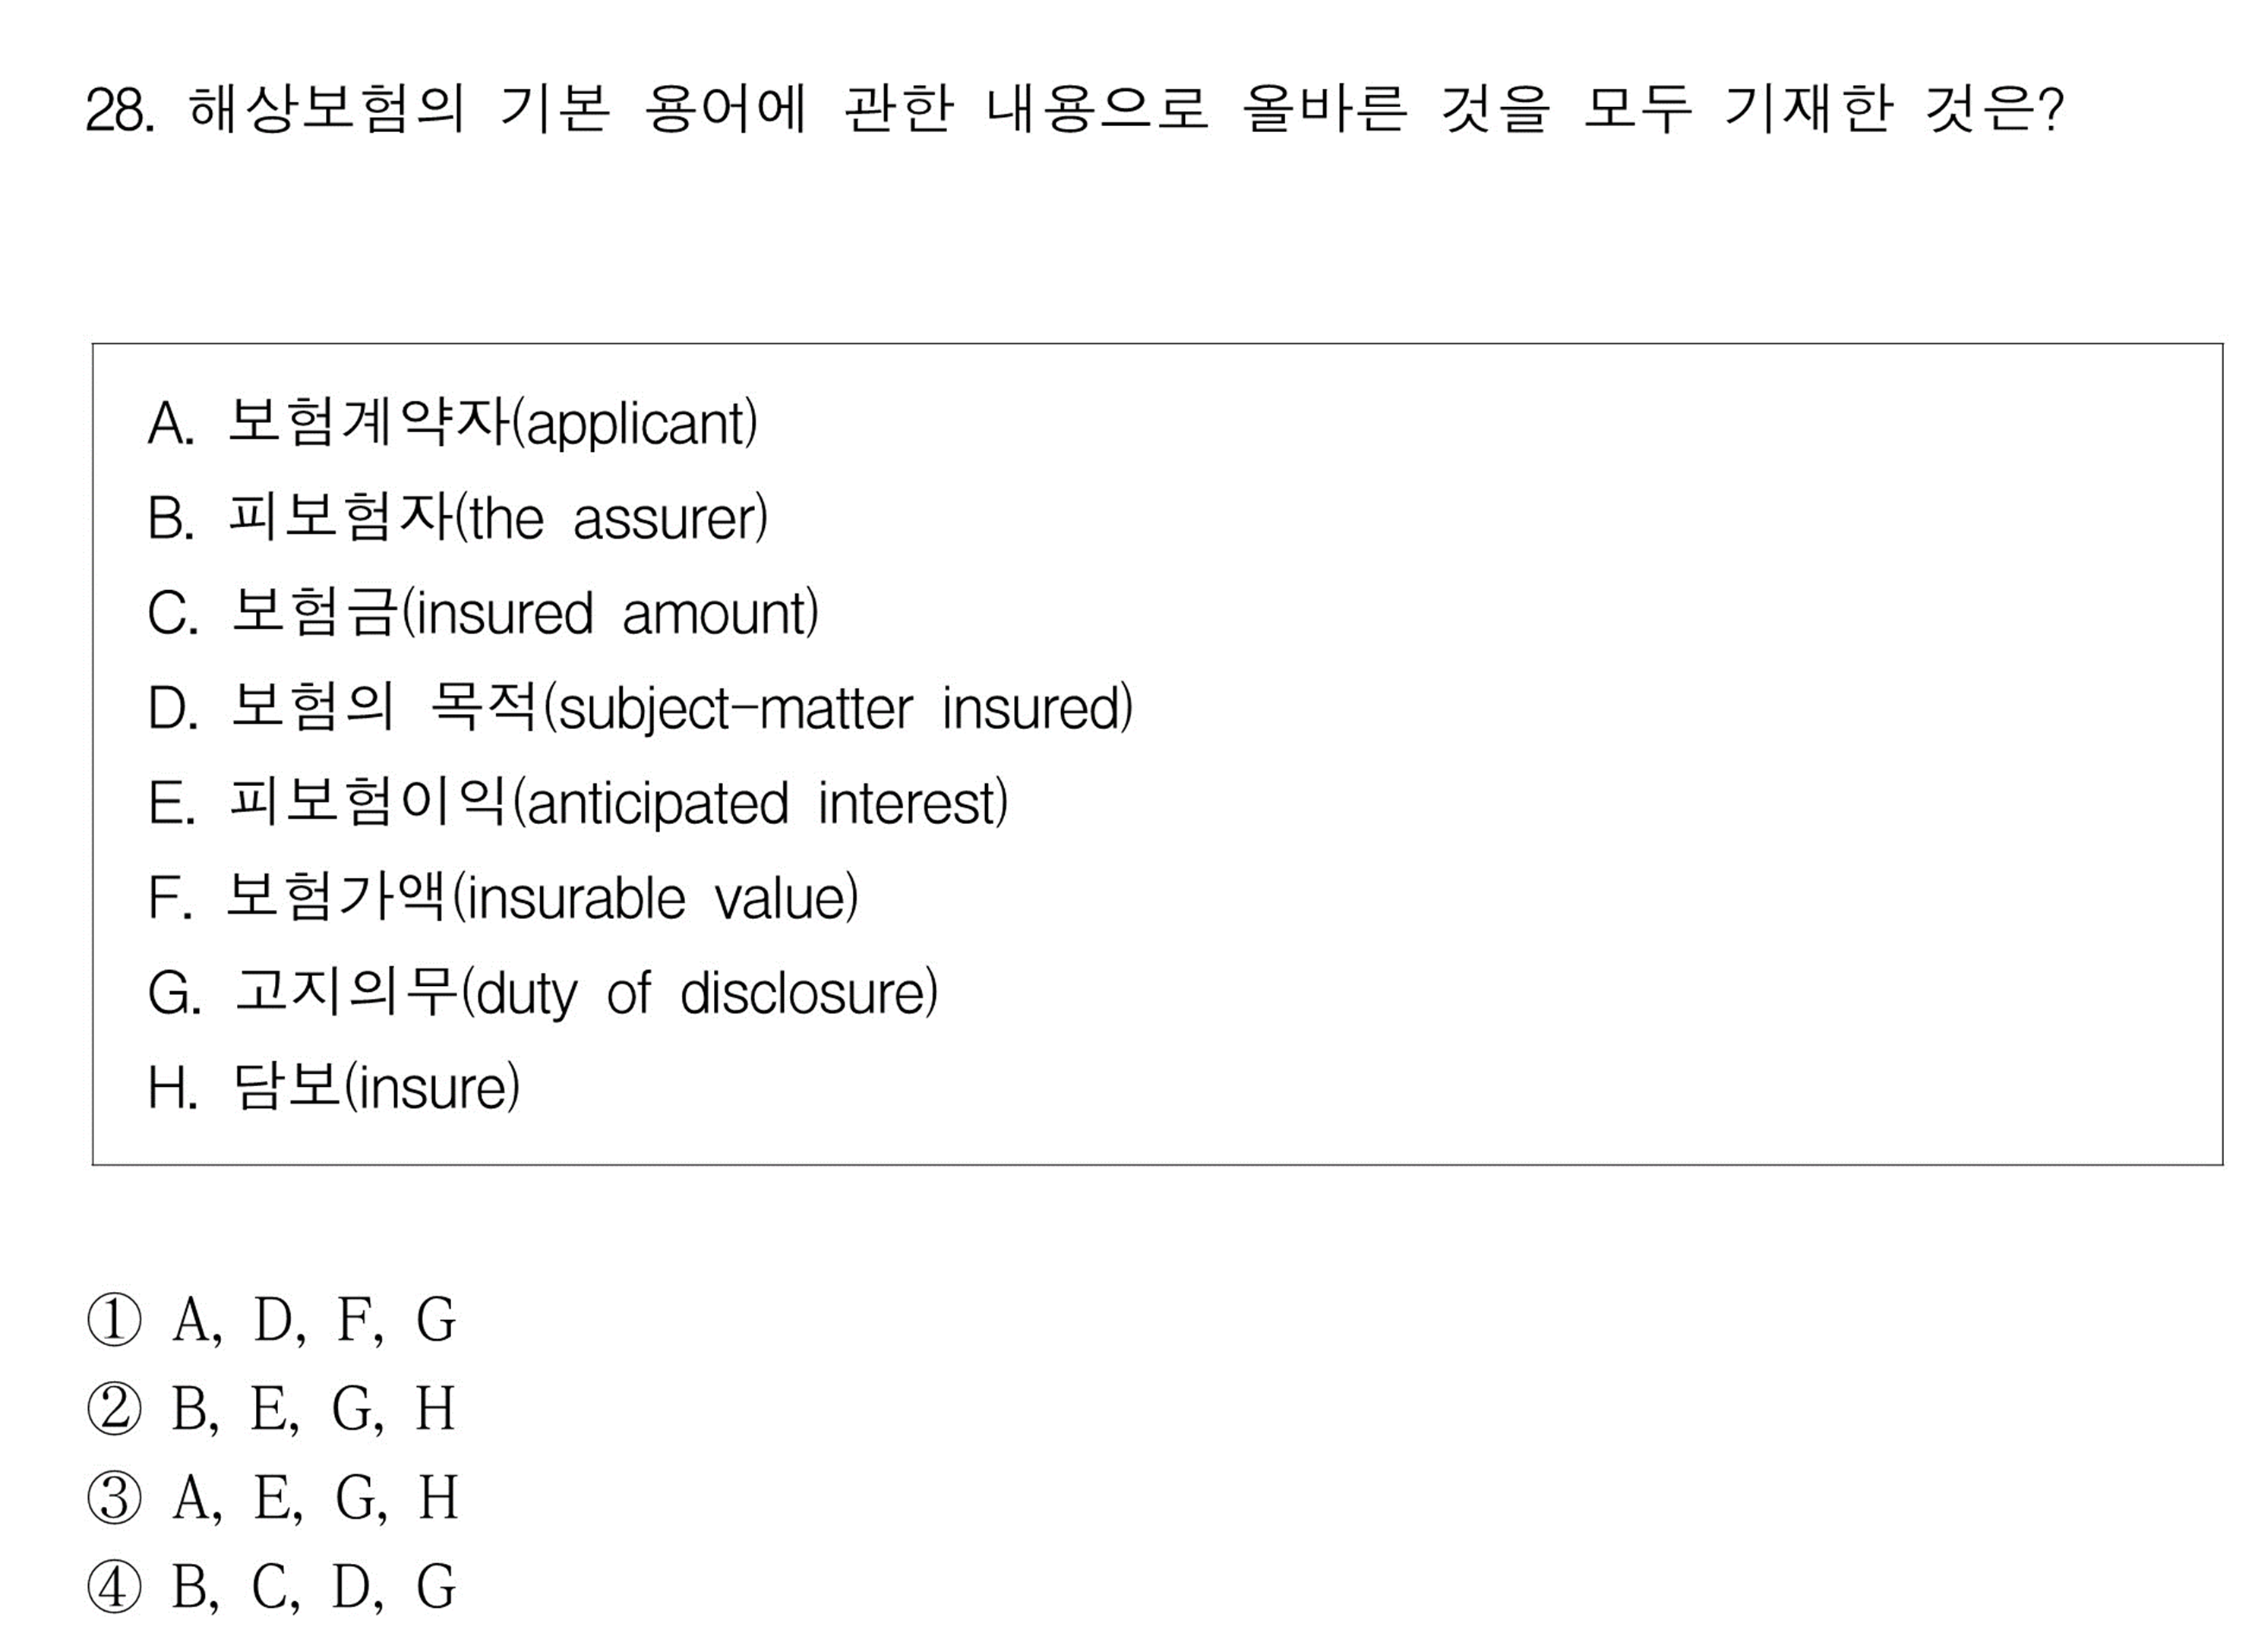 28. 해상보험의 기본 용어에 관한 내용으로 올바른 것을 모두 기재한 것은?
A. 보험계약자(applicant)
B. 피보험자(the assurer)
C. 보험금(insured amount)
D. 보험의 목적(subject-matter insured)
E. 피보험이익(anticipated interest)
F. 보험가액(insurable value)
G. 고지의무(duty of disclosure)
H. 담보(insure)
① A, D, F, G
② B, E, G, H
③ A, E, G, H
④ B, C, D, G